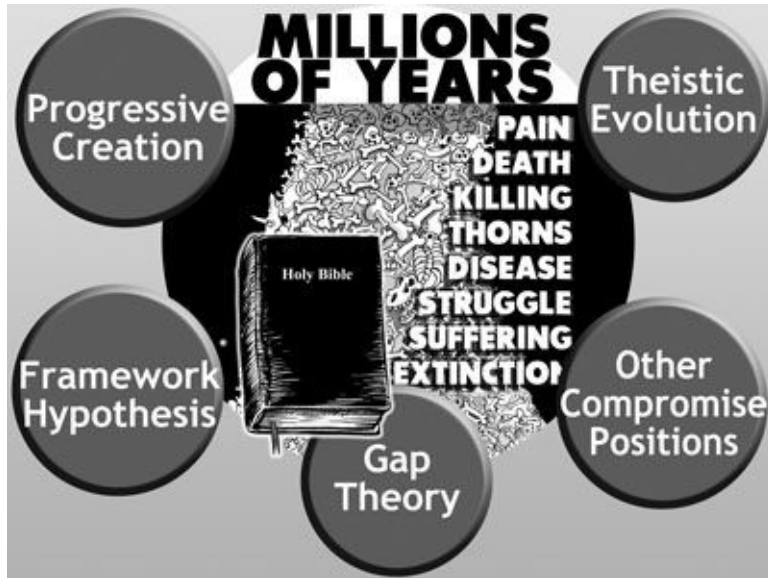 MILLIONS
OF YEARS
Progressive
Creation
Theistic
Evolution
PAIN
DEATH
KILLING
THORNS
DISEASE
STRUGGLE
SUFFERING
EXTINCTION
Holy Bible
Framework
Hypothesis
Gap
Theory
Other
Compromise
Positions